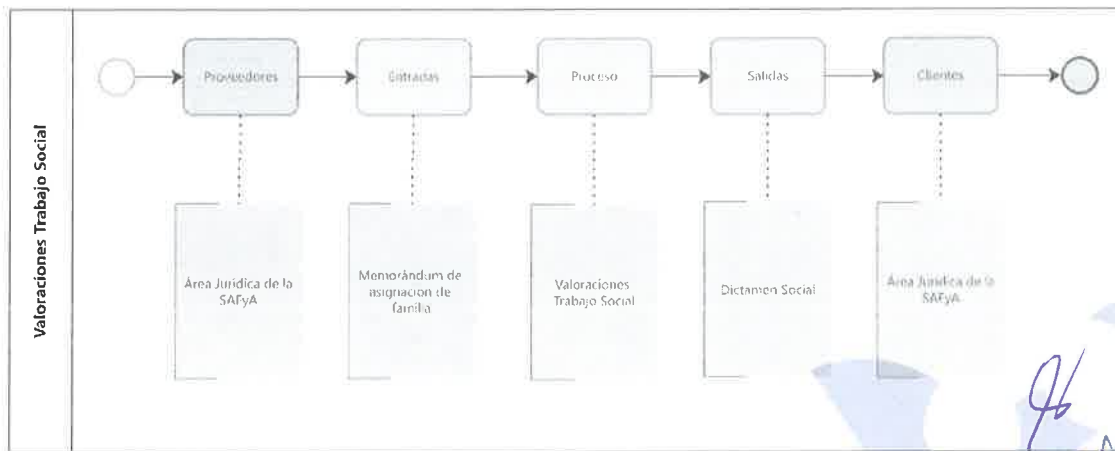 Valoraciones Trabajo Social
Proveedores
Entradas
Proceso
Salidas
Clientes
Área Jurídica de la
SAFyA
Memorándum de
asignación de
familia
Valoraciones
Trabajo Social
Dictamen Social
Área Jurídica de la
SAFyA